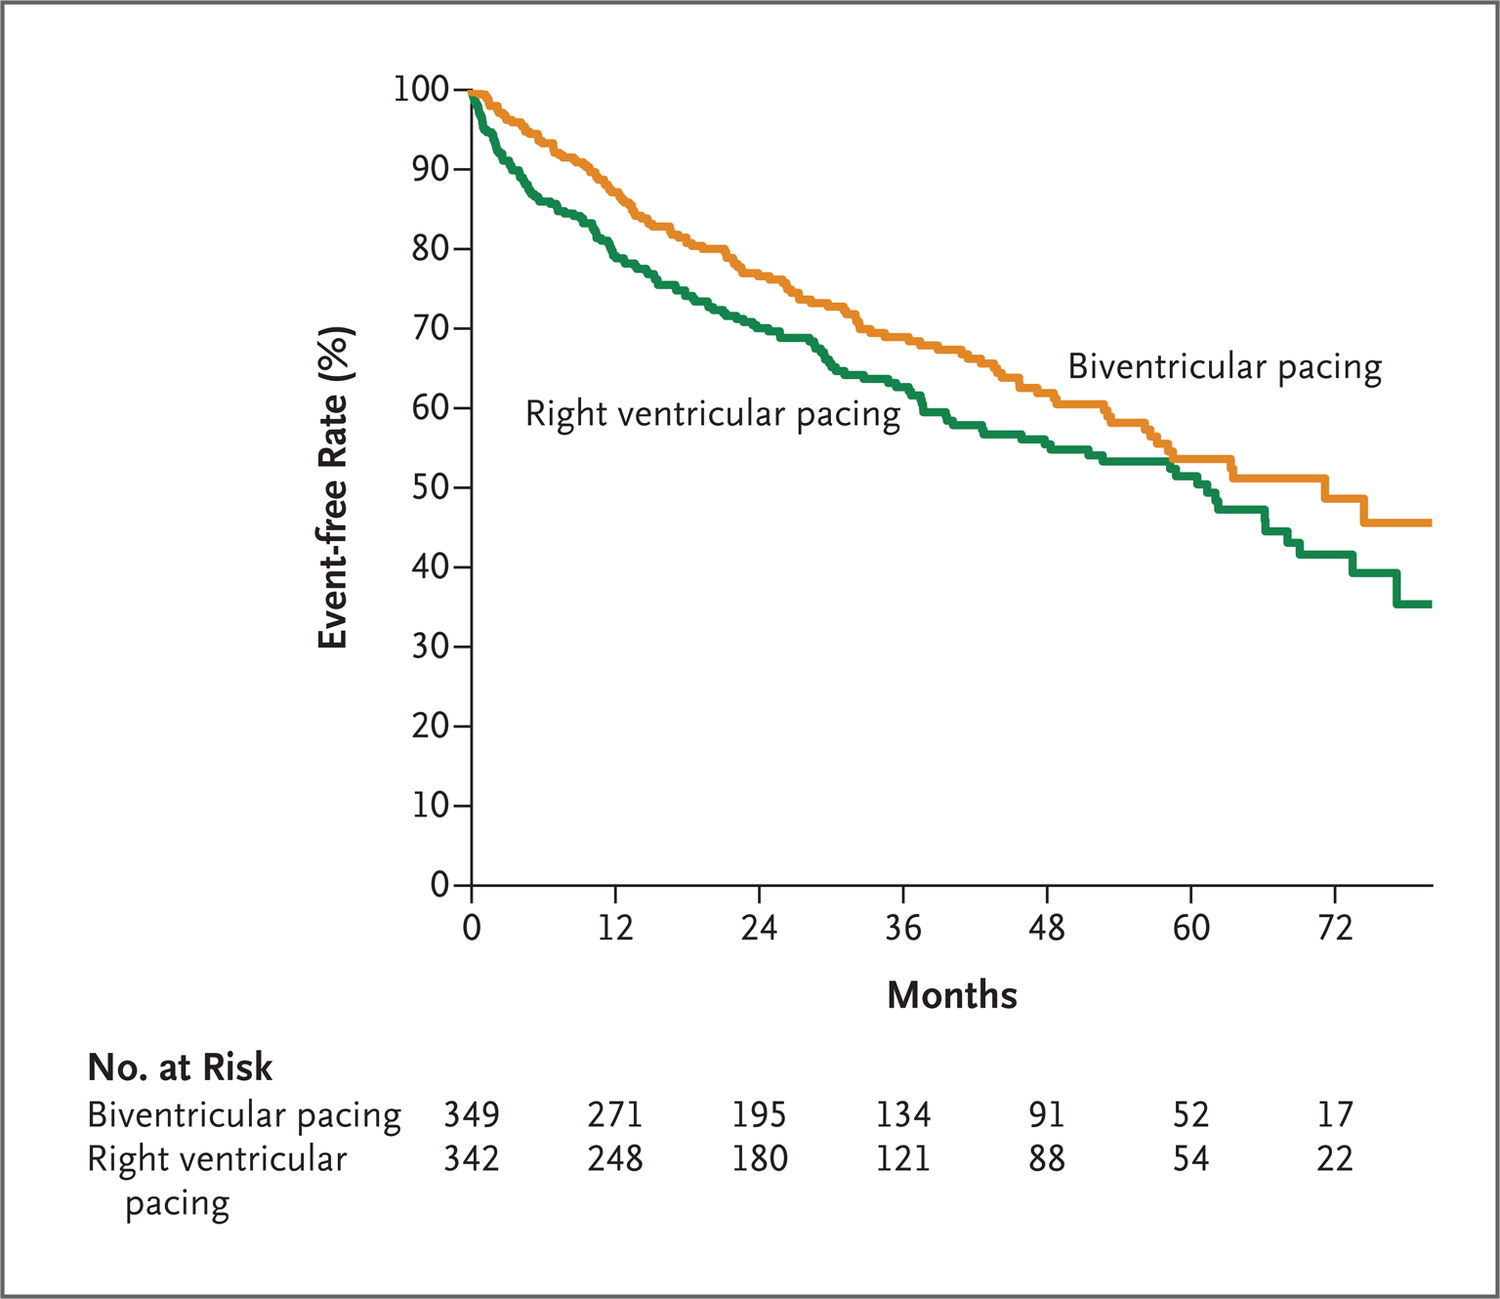 100
90
80
70
60
50
40
30
20
10
0
Event-free Rate (%)
Biventricular pacing
Right ventricular pacing
0 12 24 36 48 60 72
Months
No. at Risk
Biventricular pacing 349 271 195 134 91 52 17
Right ventricular 342 248 180 121 88 54 22
pacing